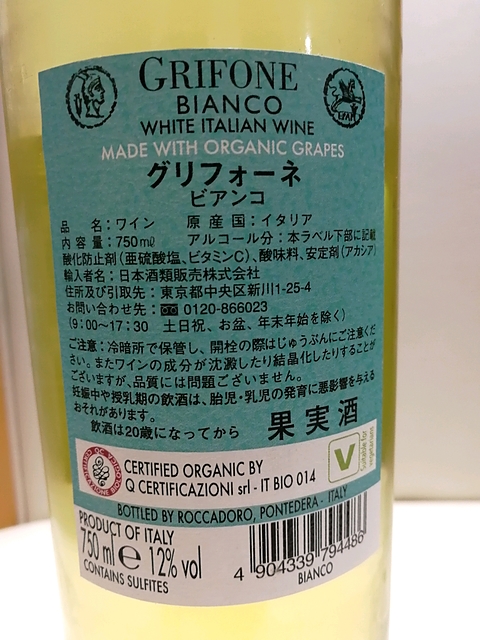 GRIFONE
BIANCO
WHITE ITALIAN WINE
MADE WITH ORGANIC GRAPES
グリフォーネ
ビアンコ
品 名：ワイン 原産国：イタリア
内容量：750㎖ アルコール分：本ラベル下部に記載
酸化防止剤（亜硫酸塩、ビタミンC）、酸味料、安定剤（アカシア）
輸入者名：日本酒類販売株式会社
住所及び引取先：東京都中央区新川1-25-4
お問い合わせ先： 0120-866023
（9：00〜17：30 土日祝、お盆、年末年始を除く）
ご注意：冷暗所で保管し、開栓の際はじゅうぶんにご注意くだ
さい。またワインの成分が沈澱したり結晶化したりすることが
ございますが、品質には問題ございません。
妊娠中や授乳期の飲酒は、胎児・乳児の発育に悪影響を与える
おそれがあります。
飲酒は20歳になってから 果実酒
CERTIFIED ORGANIC BY
Q CERTIFICAZIONI srl - IT BIO 014
V
Suitable for
vegetarians
BOTTLED BY ROCCADORO, PONTEDERA - ITALY
PRODUCT OF ITALY
750 ml e 12% vol
CONTAINS SULFITES
4 904339 794486
BIANCO